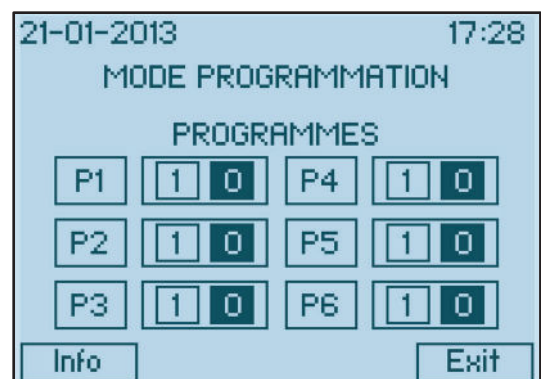 21-01-2013 17:28
MODE PROGRAMMATION
PROGRAMMES
P1 1 0 P4 1 0
P2 1 0 P5 1 0
P3 1 0 P6 1 0
Info Exit